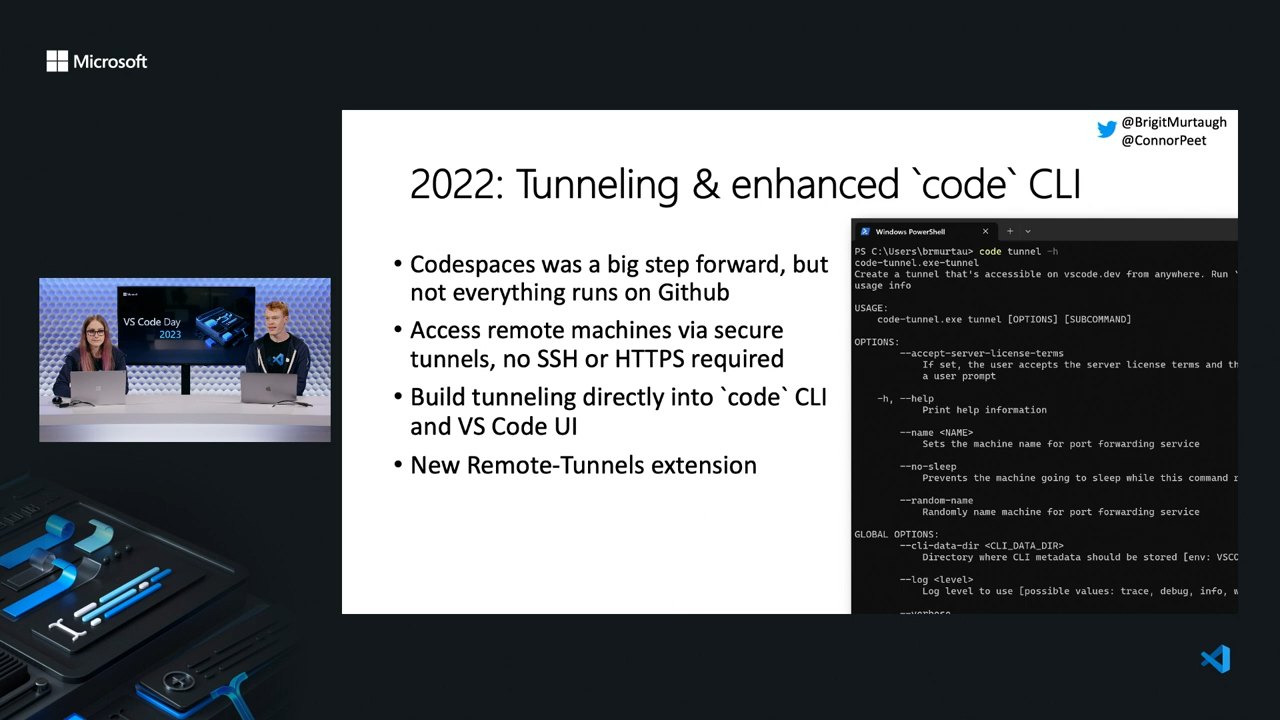 Microsoft
@BrigitMurtaugh
@ConnorPeet
2022: Tunneling & enhanced `code` CLI
• Codespaces was a big step forward, but
not everything runs on Github
• Access remote machines via secure
tunnels, no SSH or HTTPS required
• Build tunneling directly into `code` CLI
and VS Code UI
• New Remote-Tunnels extension
Windows PowerShell
PS C:\Users\brmurtau> code tunnel -h
code-tunnel.exe-tunnel
Create a tunnel that's accessible on vscode.dev from anywhere. Run
usage info
USAGE:
code-tunnel.exe tunnel [OPTIONS] [SUBCOMMAND]
OPTIONS:
--accept-server-license-terms
If set, the user accepts the server license terms and th
a user prompt
-h, --help
Print help information
--name <NAME>
Sets the machine name for port forwarding service
--no-sleep
Prevents the machine going to sleep while this command r
--random-name
Randomly name machine for port forwarding service
GLOBAL OPTIONS:
--cli-data-dir <CLI_DATA_DIR>
Directory where CLI metadata should be stored [env: VSCO
--log <level>
Log level to use [possible values: trace, debug, info, w
--verbose
VS Code Day
2023